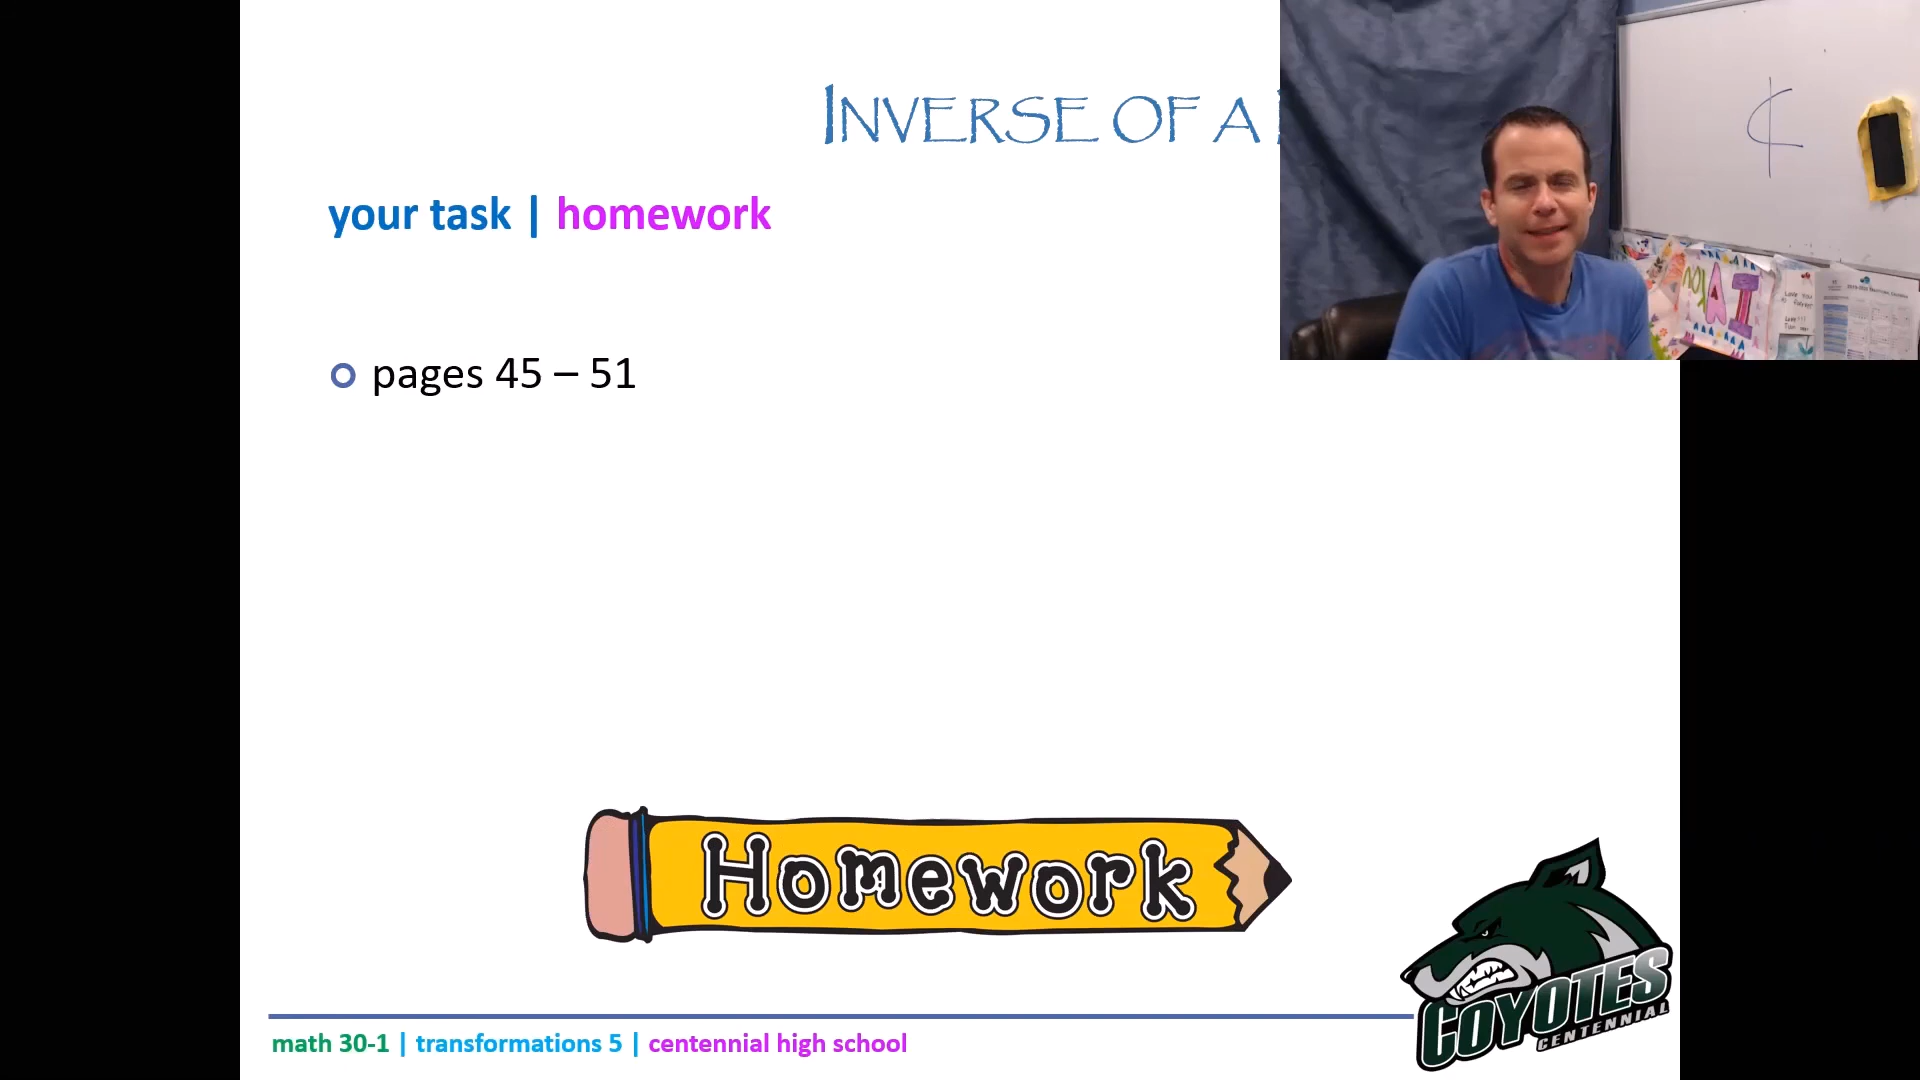 INVERSE OF A
your task | homework
pages 45 – 51
Homework
COYOTES
CENTENNIAL
math 30-1 | transformations 5 | centennial high school